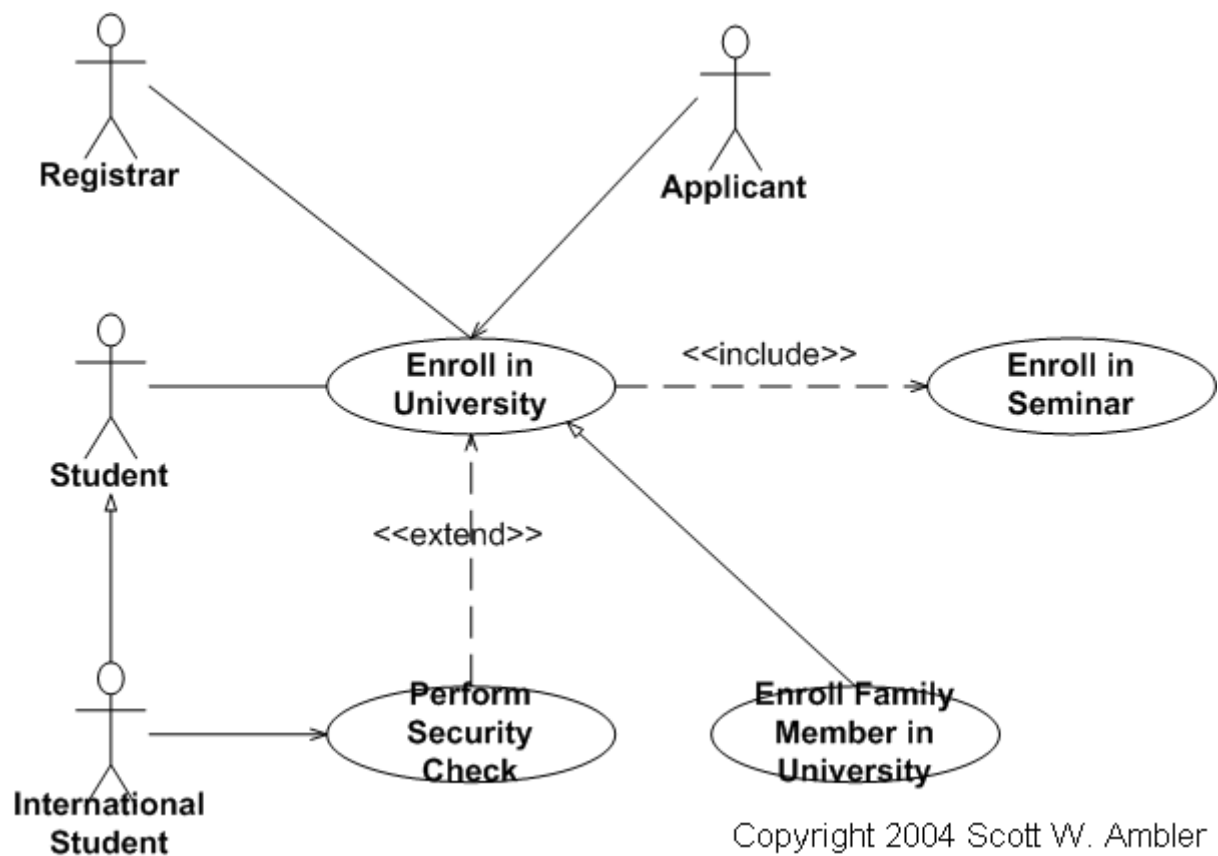 Registrar
Applicant
Enroll in
University
<<include>>
Enroll in
Seminar
Student
<<extend>>
Perform
Security
Check
Enroll Family
Member in
University
International
Student
Copyright 2004 Scott W. Ambler